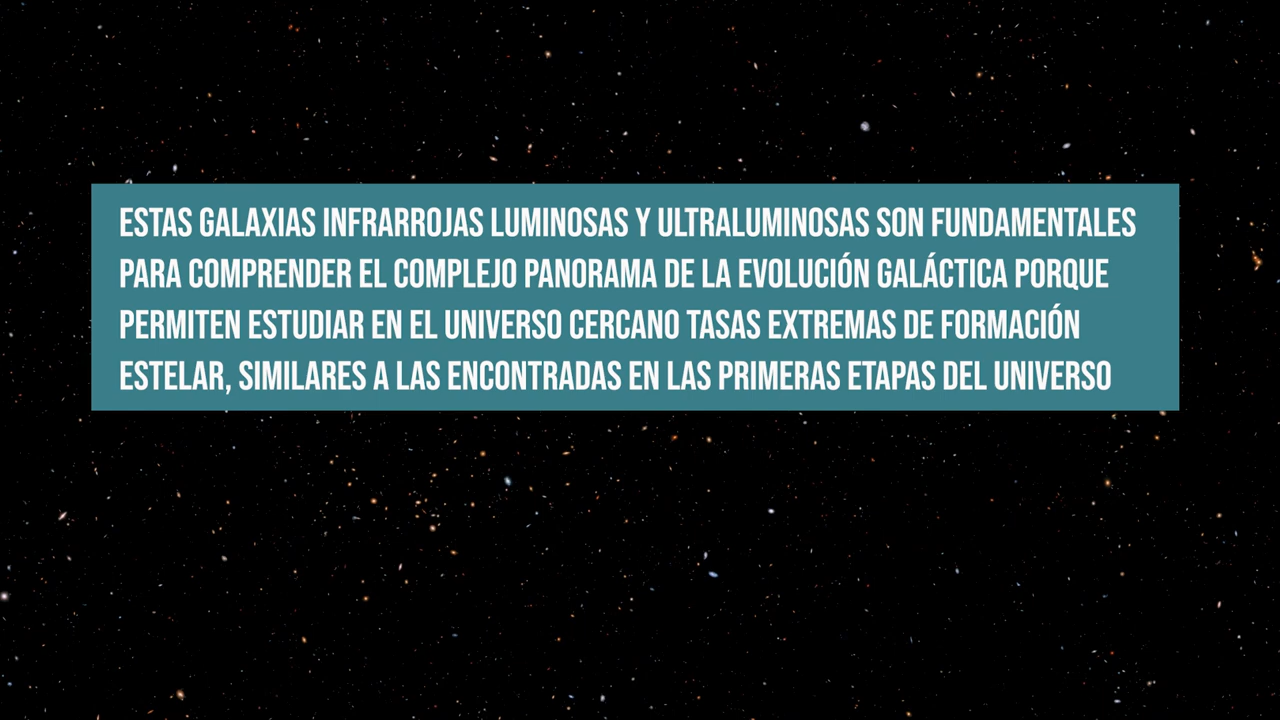 ESTAS GALAXIAS INFRARROJAS LUMINOSAS Y ULTRALUMINOSAS SON FUNDAMENTALES
PARA COMPRENDER EL COMPLEJO PANORAMA DE LA EVOLUCIÓN GALÁCTICA PORQUE
PERMITEN ESTUDIAR EN EL UNIVERSO CERCANO TASAS EXTREMAS DE FORMACIÓN
ESTELAR, SIMILARES A LAS ENCONTRADAS EN LAS PRIMERAS ETAPAS DEL UNIVERSO